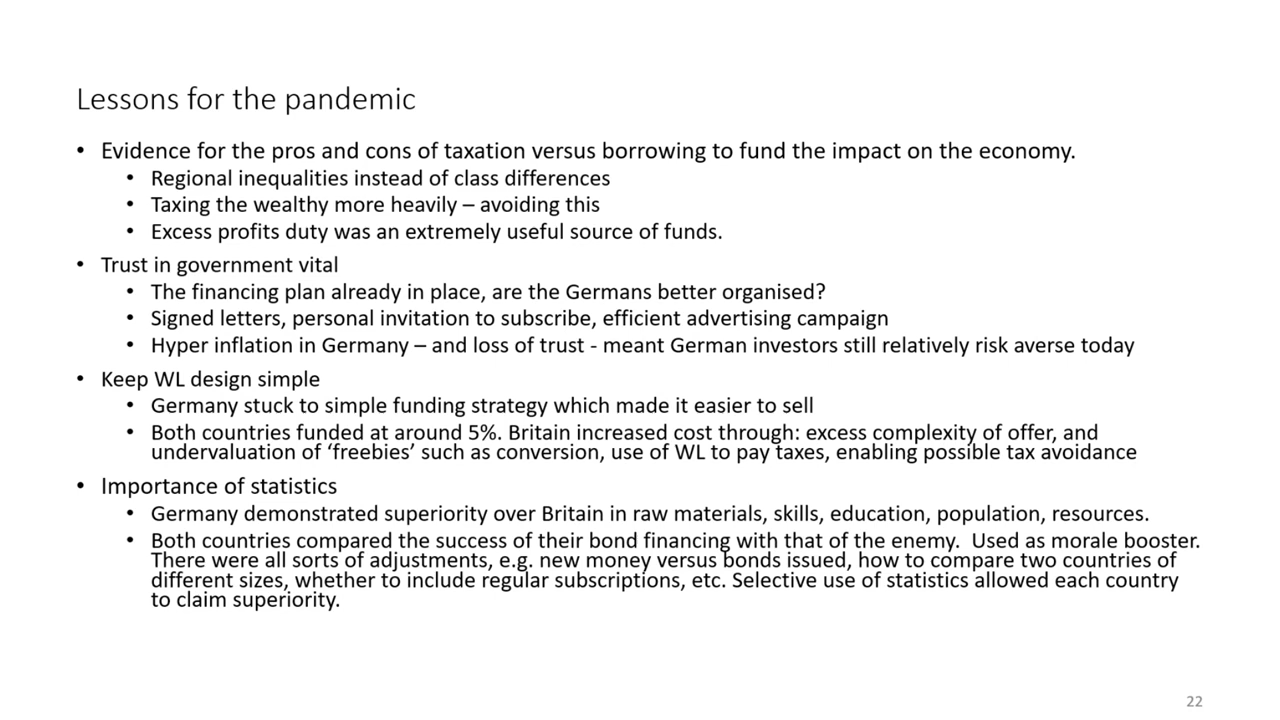 Lessons for the pandemic
• Evidence for the pros and cons of taxation versus borrowing to fund the impact on the economy.
• Regional inequalities instead of class differences
• Taxing the wealthy more heavily – avoiding this
• Excess profits duty was an extremely useful source of funds.
• Trust in government vital
• The financing plan already in place, are the Germans better organised?
• Signed letters, personal invitation to subscribe, efficient advertising campaign
• Hyper inflation in Germany – and loss of trust - meant German investors still relatively risk averse today
• Keep WL design simple
• Germany stuck to simple funding strategy which made it easier to sell
• Both countries funded at around 5%. Britain increased cost through: excess complexity of offer, and
undervaluation of ‘freebies’ such as conversion, use of WL to pay taxes, enabling possible tax avoidance
• Importance of statistics
• Germany demonstrated superiority over Britain in raw materials, skills, education, population, resources.
• Both countries compared the success of their bond financing with that of the enemy.  Used as morale booster.
There were all sorts of adjustments, e.g. new money versus bonds issued, how to compare two countries of
different sizes, whether to include regular subscriptions, etc. Selective use of statistics allowed each country
to claim superiority.
22